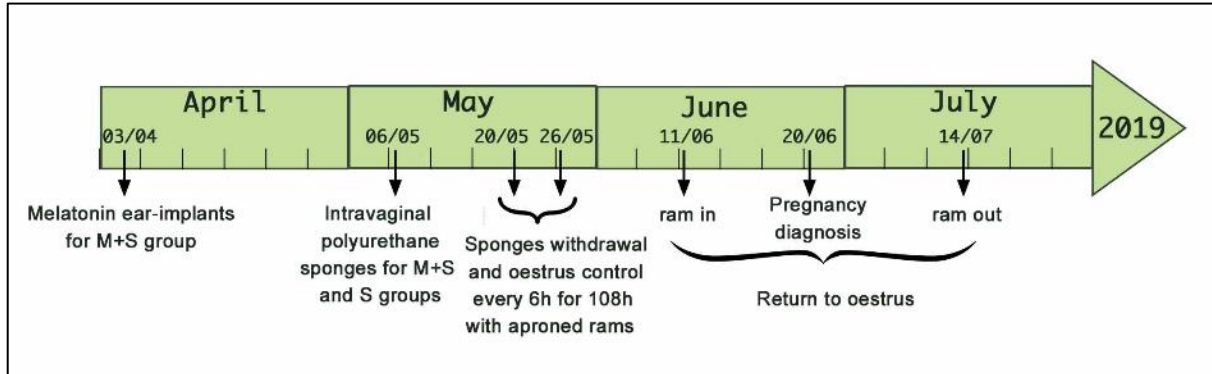 April
May
June
July
2019
03/04
06/05
20/05
26/05
11/06
20/06
14/07
Melatonin ear-implants
for M+S group
Intravaginal
polyurethane
sponges for M+S
and S groups
Sponges withdrawal
and oestrus control
every 6h for 108h
with aproned rams
ram in
Pregnancy
diagnosis
ram out
Return to oestrus